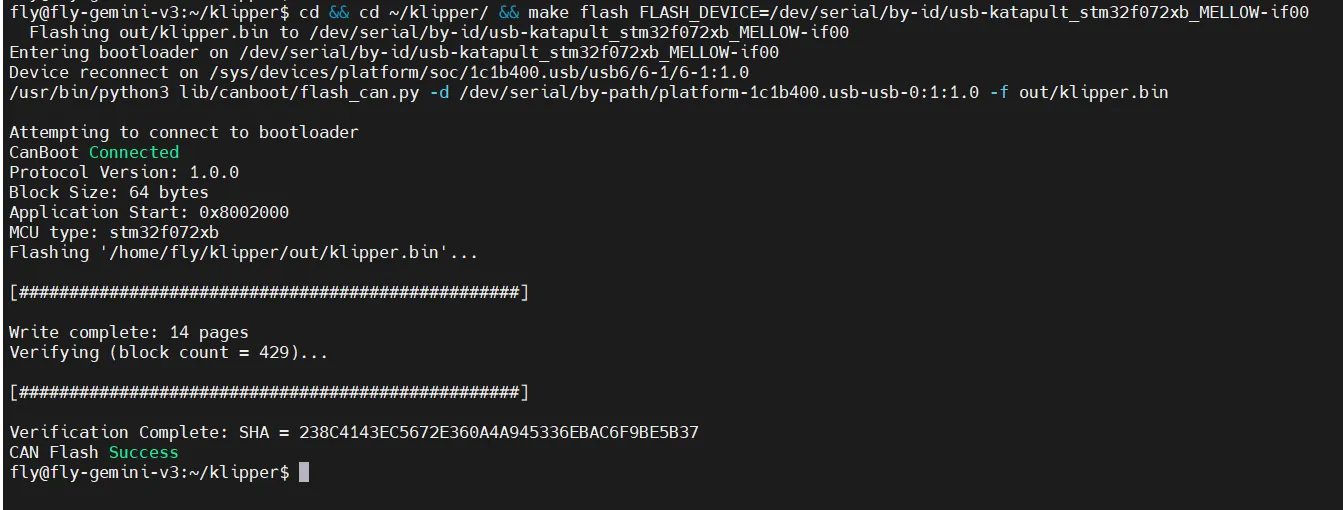 fly@fly-gemini-v3:~/klipper$ cd && cd ~/klipper/ && make flash FLASH_DEVICE=/dev/serial/by-id/usb-katapult_stm32f072xb_MELLOW-if00
Flashing out/klipper.bin to /dev/serial/by-id/usb-katapult_stm32f072xb_MELLOW-if00
Entering bootloader on /dev/serial/by-id/usb-katapult_stm32f072xb_MELLOW-if00
Device reconnect on /sys/devices/platform/soc/1c1b400.usb/usb6/6-1/6-1:1.0
/usr/bin/python3 lib/canboot/flash_can.py -d /dev/serial/by-path/platform-1c1b400.usb-usb-0:1:1.0 -f out/klipper.bin
Attempting to connect to bootloader
CanBoot Connected
Protocol Version: 1.0.0
Block Size: 64 bytes
Application Start: 0x8002000
MCU type: stm32f072xb
Flashing '/home/fly/klipper/out/klipper.bin'...
[##################################################]
Write complete: 14 pages
Verifying (block count = 429)...
[##################################################]
Verification Complete: SHA = 238C4143EC5672E360A4A945336EBAC6F9BE5B37
CAN Flash Success
fly@fly-gemini-v3:~/klipper$